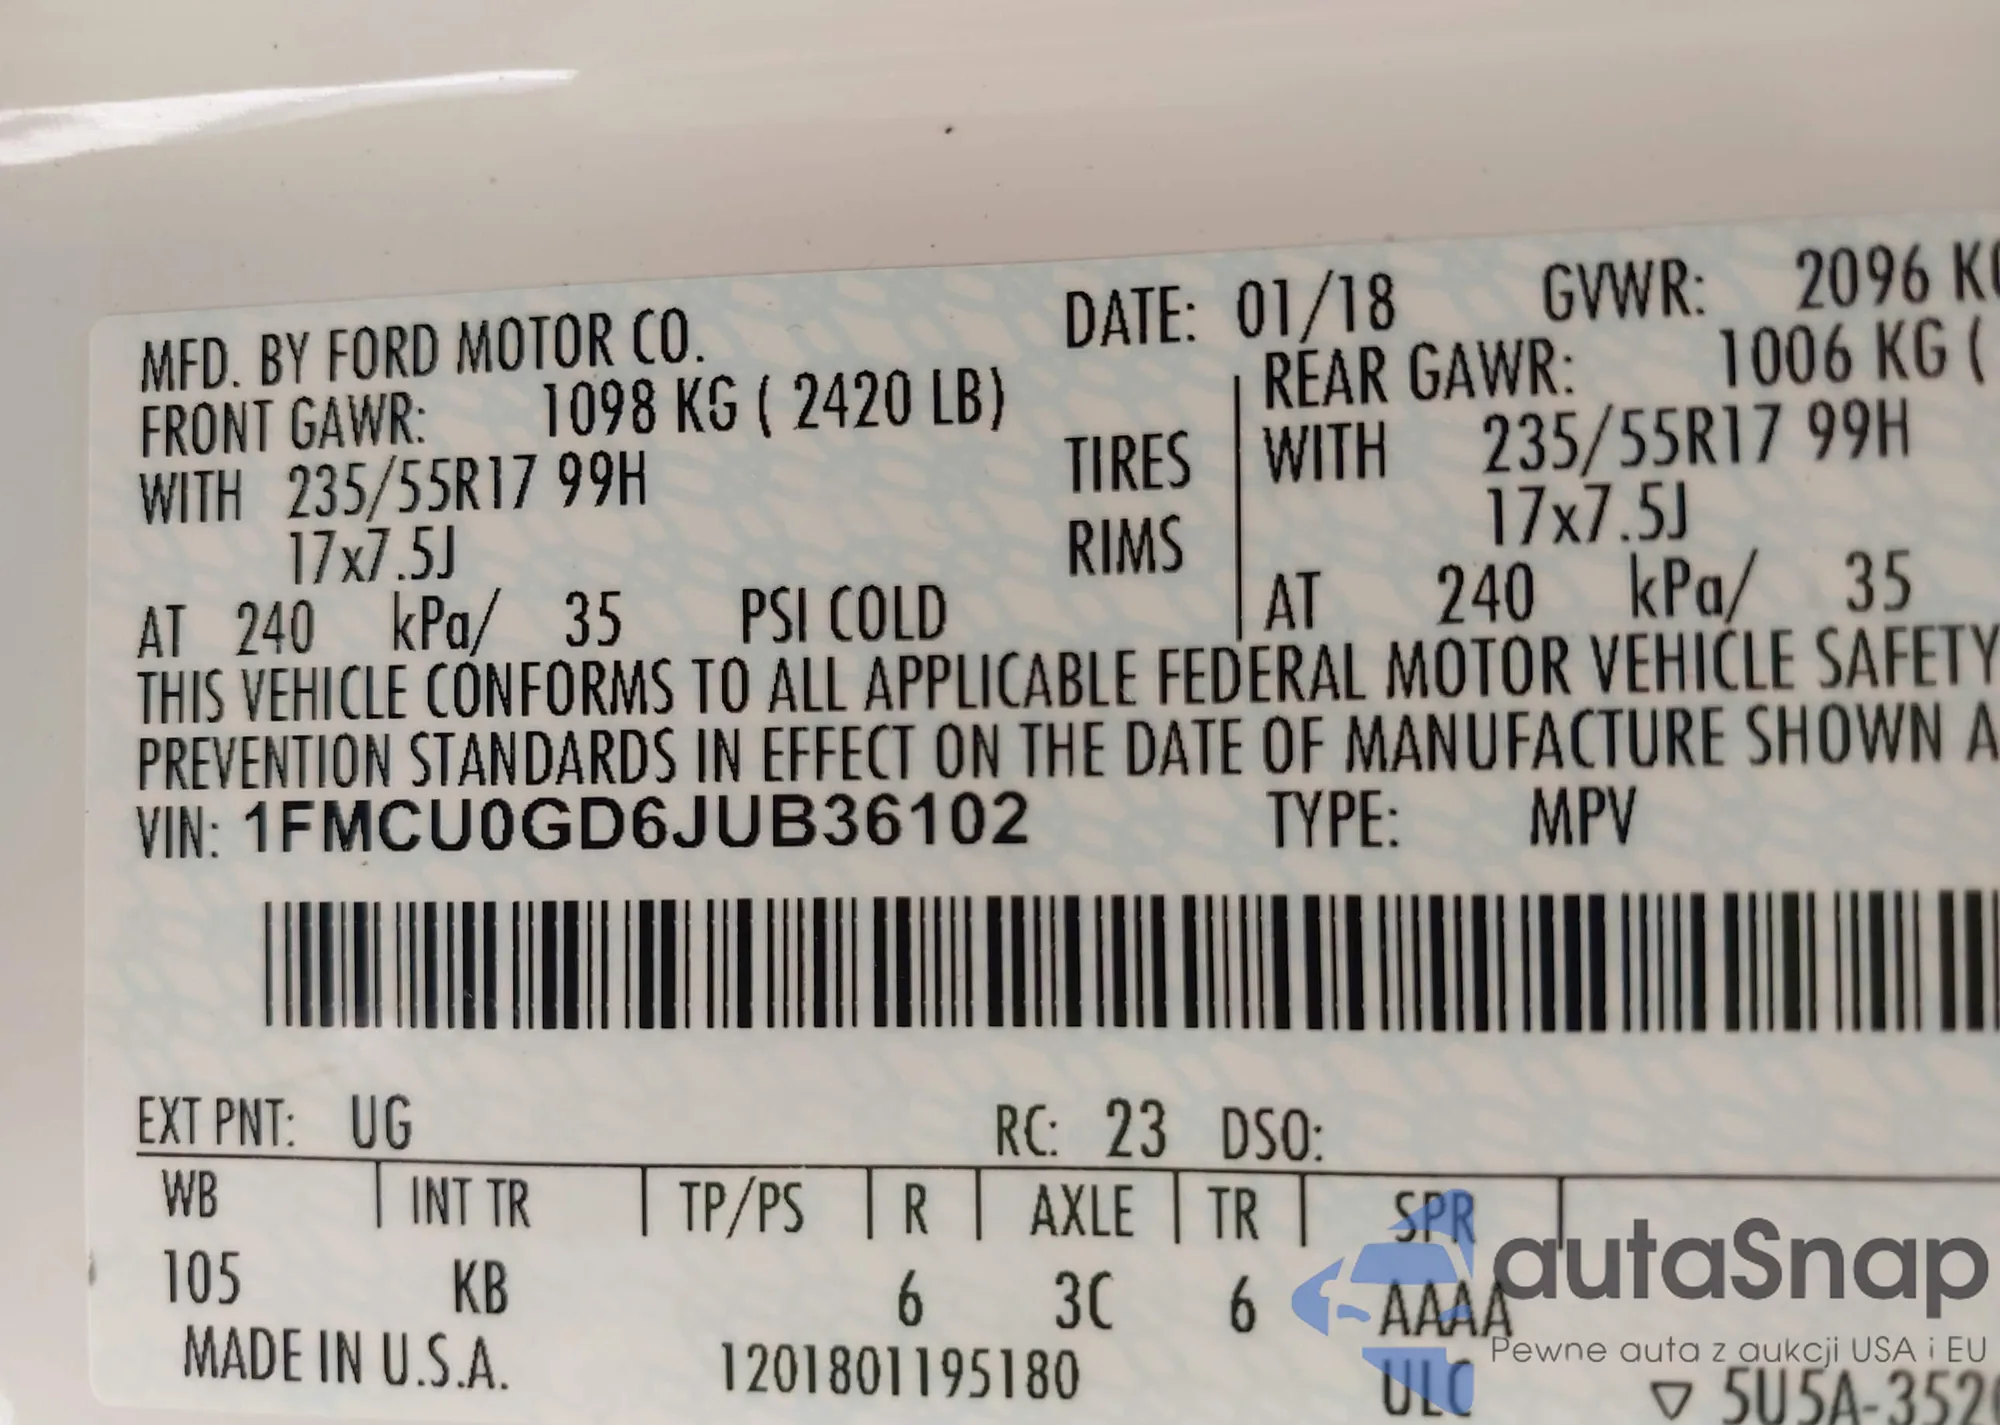 MFD. BY FORD MOTOR CO. DATE: 01/18 GVWR: 2096 KG
FRONT GAWR: 1098 KG ( 2420 LB) REAR GAWR: 1006 KG (
WITH 235/55R17 99H TIRES WITH 235/55R17 99H
17x7.5J RIMS 17x7.5J
AT 240 kPa/ 35 PSI COLD AT 240 kPa/ 35
THIS VEHICLE CONFORMS TO ALL APPLICABLE FEDERAL MOTOR VEHICLE SAFETY
PREVENTION STANDARDS IN EFFECT ON THE DATE OF MANUFACTURE SHOWN A
VIN: 1FMCU0GD6JUB36102 TYPE: MPV
EXT PNT: UG RC: 23 DSO:
WB INT TR TP/PS R AXLE TR SPR
105 KB 6 3C 6 AAAA
MADE IN U.S.A. 1201801195180 ULC ▽ 5U5A-3520
autaSnap
Pewne auta z aukcji USA i EU